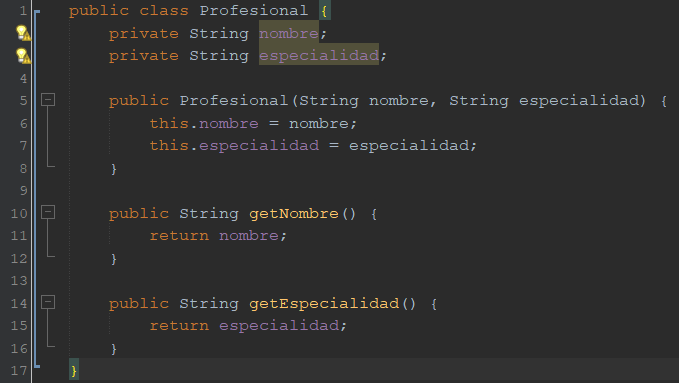 1 public class Profesional {
private String nombre;
private String especialidad;
4
5 public Profesional(String nombre, String especialidad) {
6 this.nombre = nombre;
7 this.especialidad = especialidad;
8 }
9
10 public String getNombre() {
11 return nombre;
12 }
13
14 public String getEspecialidad() {
15 return especialidad;
16 }
17 }